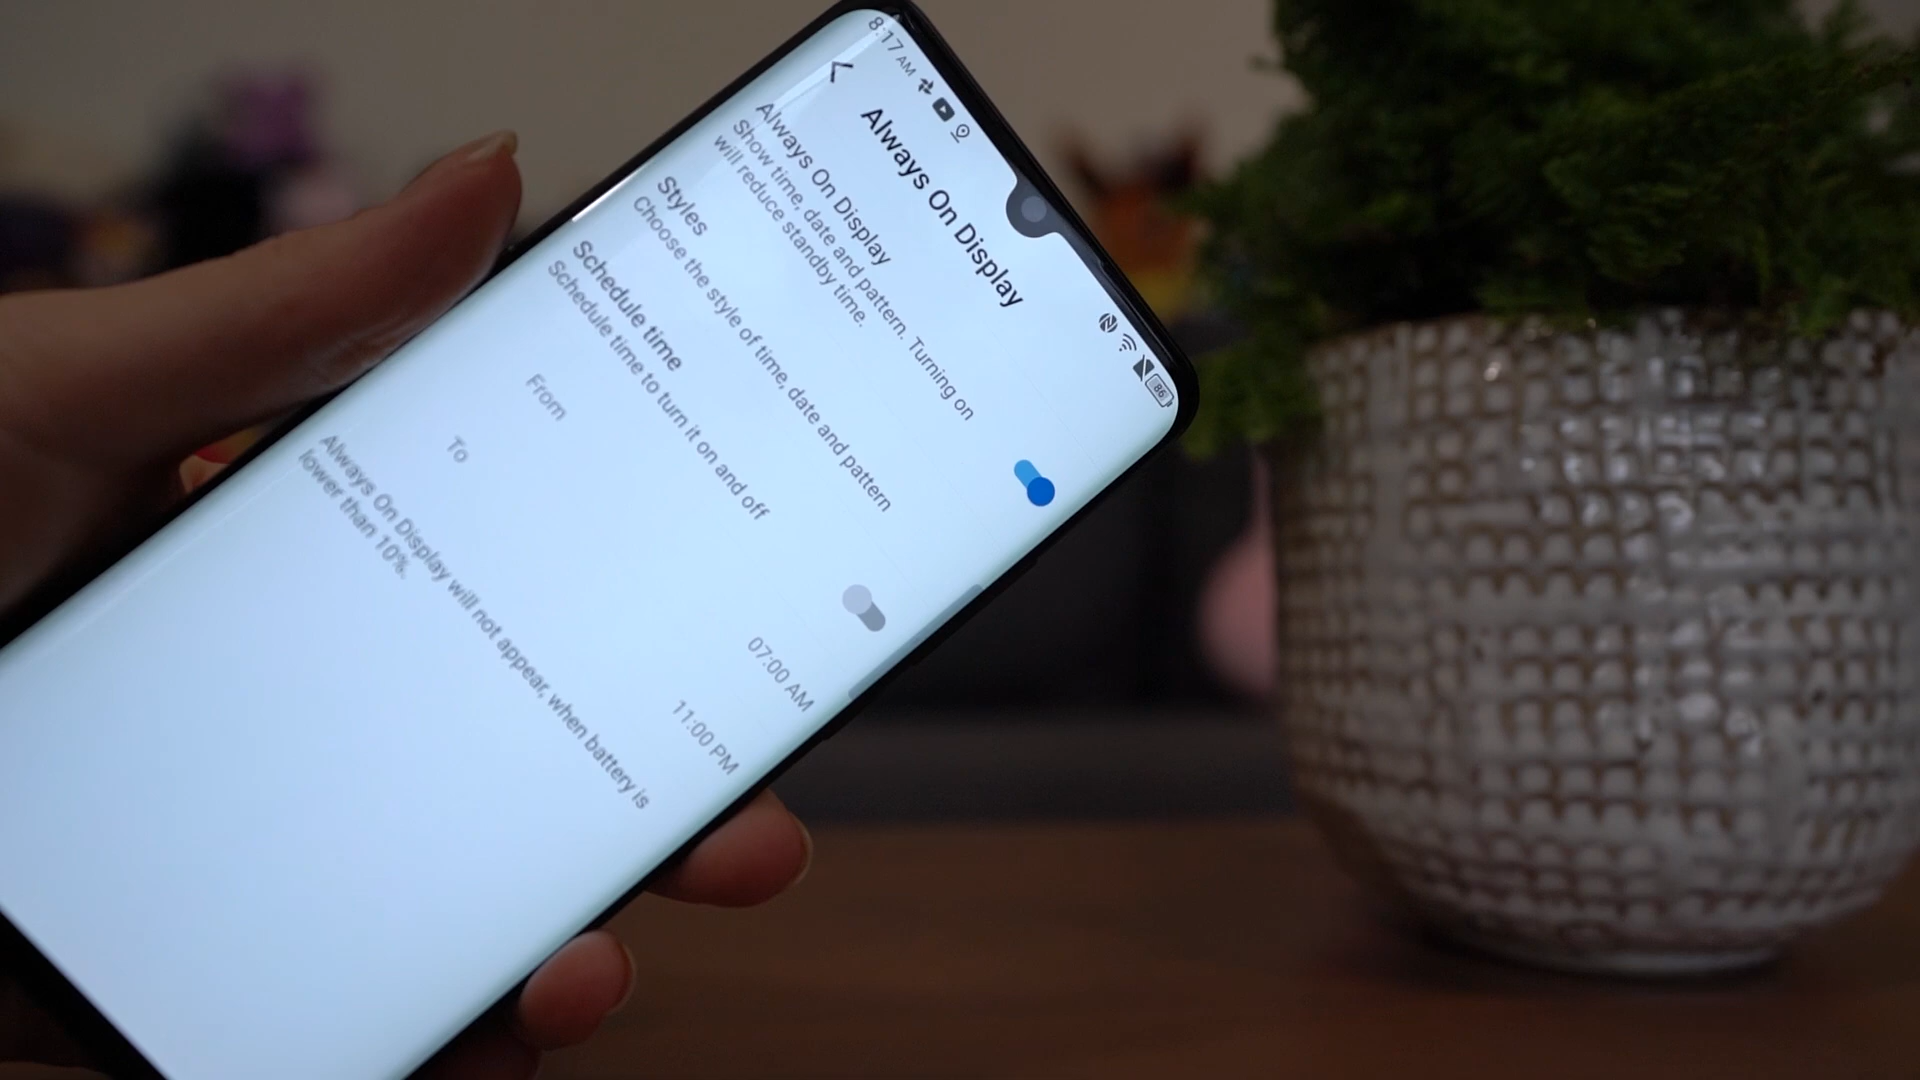 8:17 AM
86
Always On Display
Always On Display
Show time, date and pattern. Turning on
will reduce standby time.
Styles
Choose the style of time, date and pattern
Schedule time
Schedule time to turn it on and off
From
07:00 AM
To
11:00 PM
Always On Display will not appear, when battery is
lower than 10%.